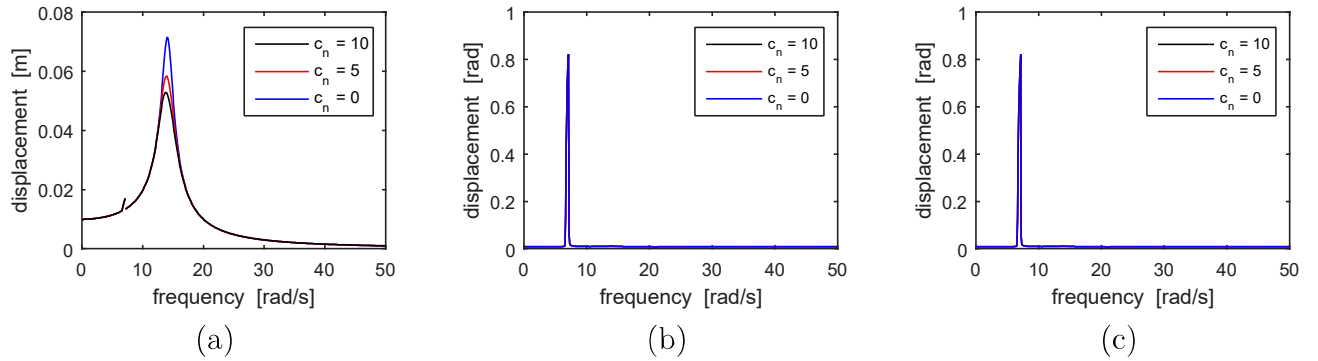 displacement [m]
0.08
0.06
0.04
0.02
0
c_n = 10
c_n = 5
c_n = 0
0 10 20 30 40 50
frequency [rad/s]
(a)
displacement [rad]
1
0.8
0.6
0.4
0.2
0
c_n = 10
c_n = 5
c_n = 0
0 10 20 30 40 50
frequency [rad/s]
(b)
displacement [rad]
1
0.8
0.6
0.4
0.2
0
c_n = 10
c_n = 5
c_n = 0
0 10 20 30 40 50
frequency [rad/s]
(c)